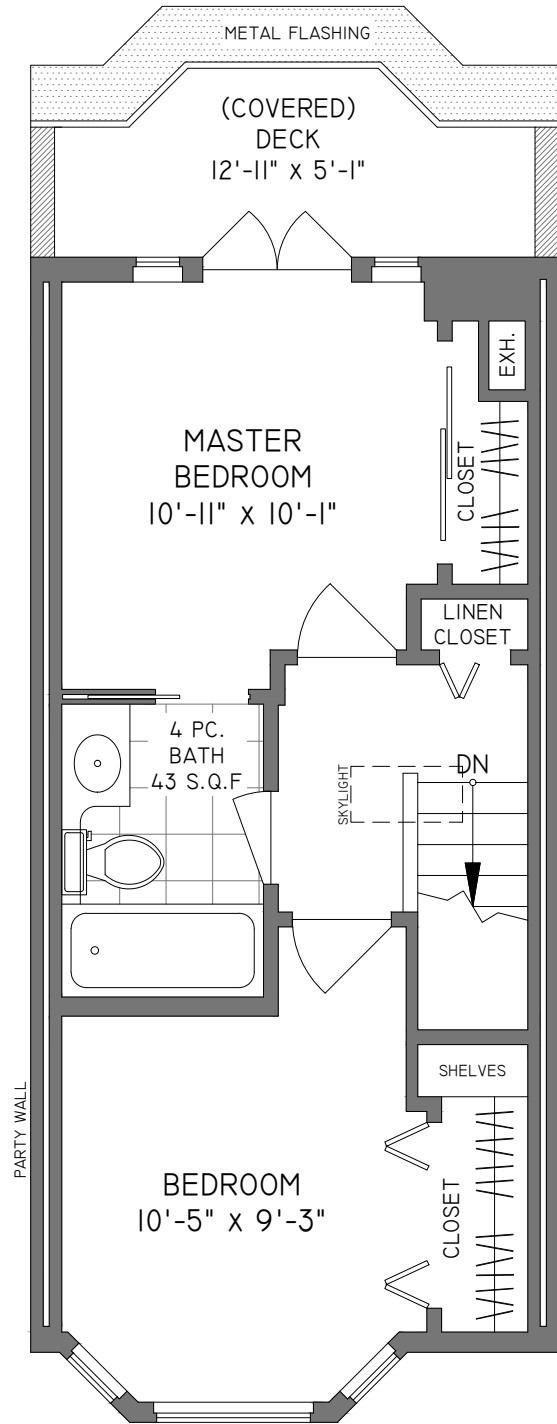 METAL FLASHING
(COVERED)
DECK
12'-11" X 5'-1"
EXH.
MASTER
BEDROOM
10'-11" X 10'-1"
CLOSET
LINEN
CLOSET
4 PC.
BATH
43 S.Q.F
SKYLIGHT
DN
SHELVES
PARTY WALL
BEDROOM
10'-5" X 9'-3"
CLOSET